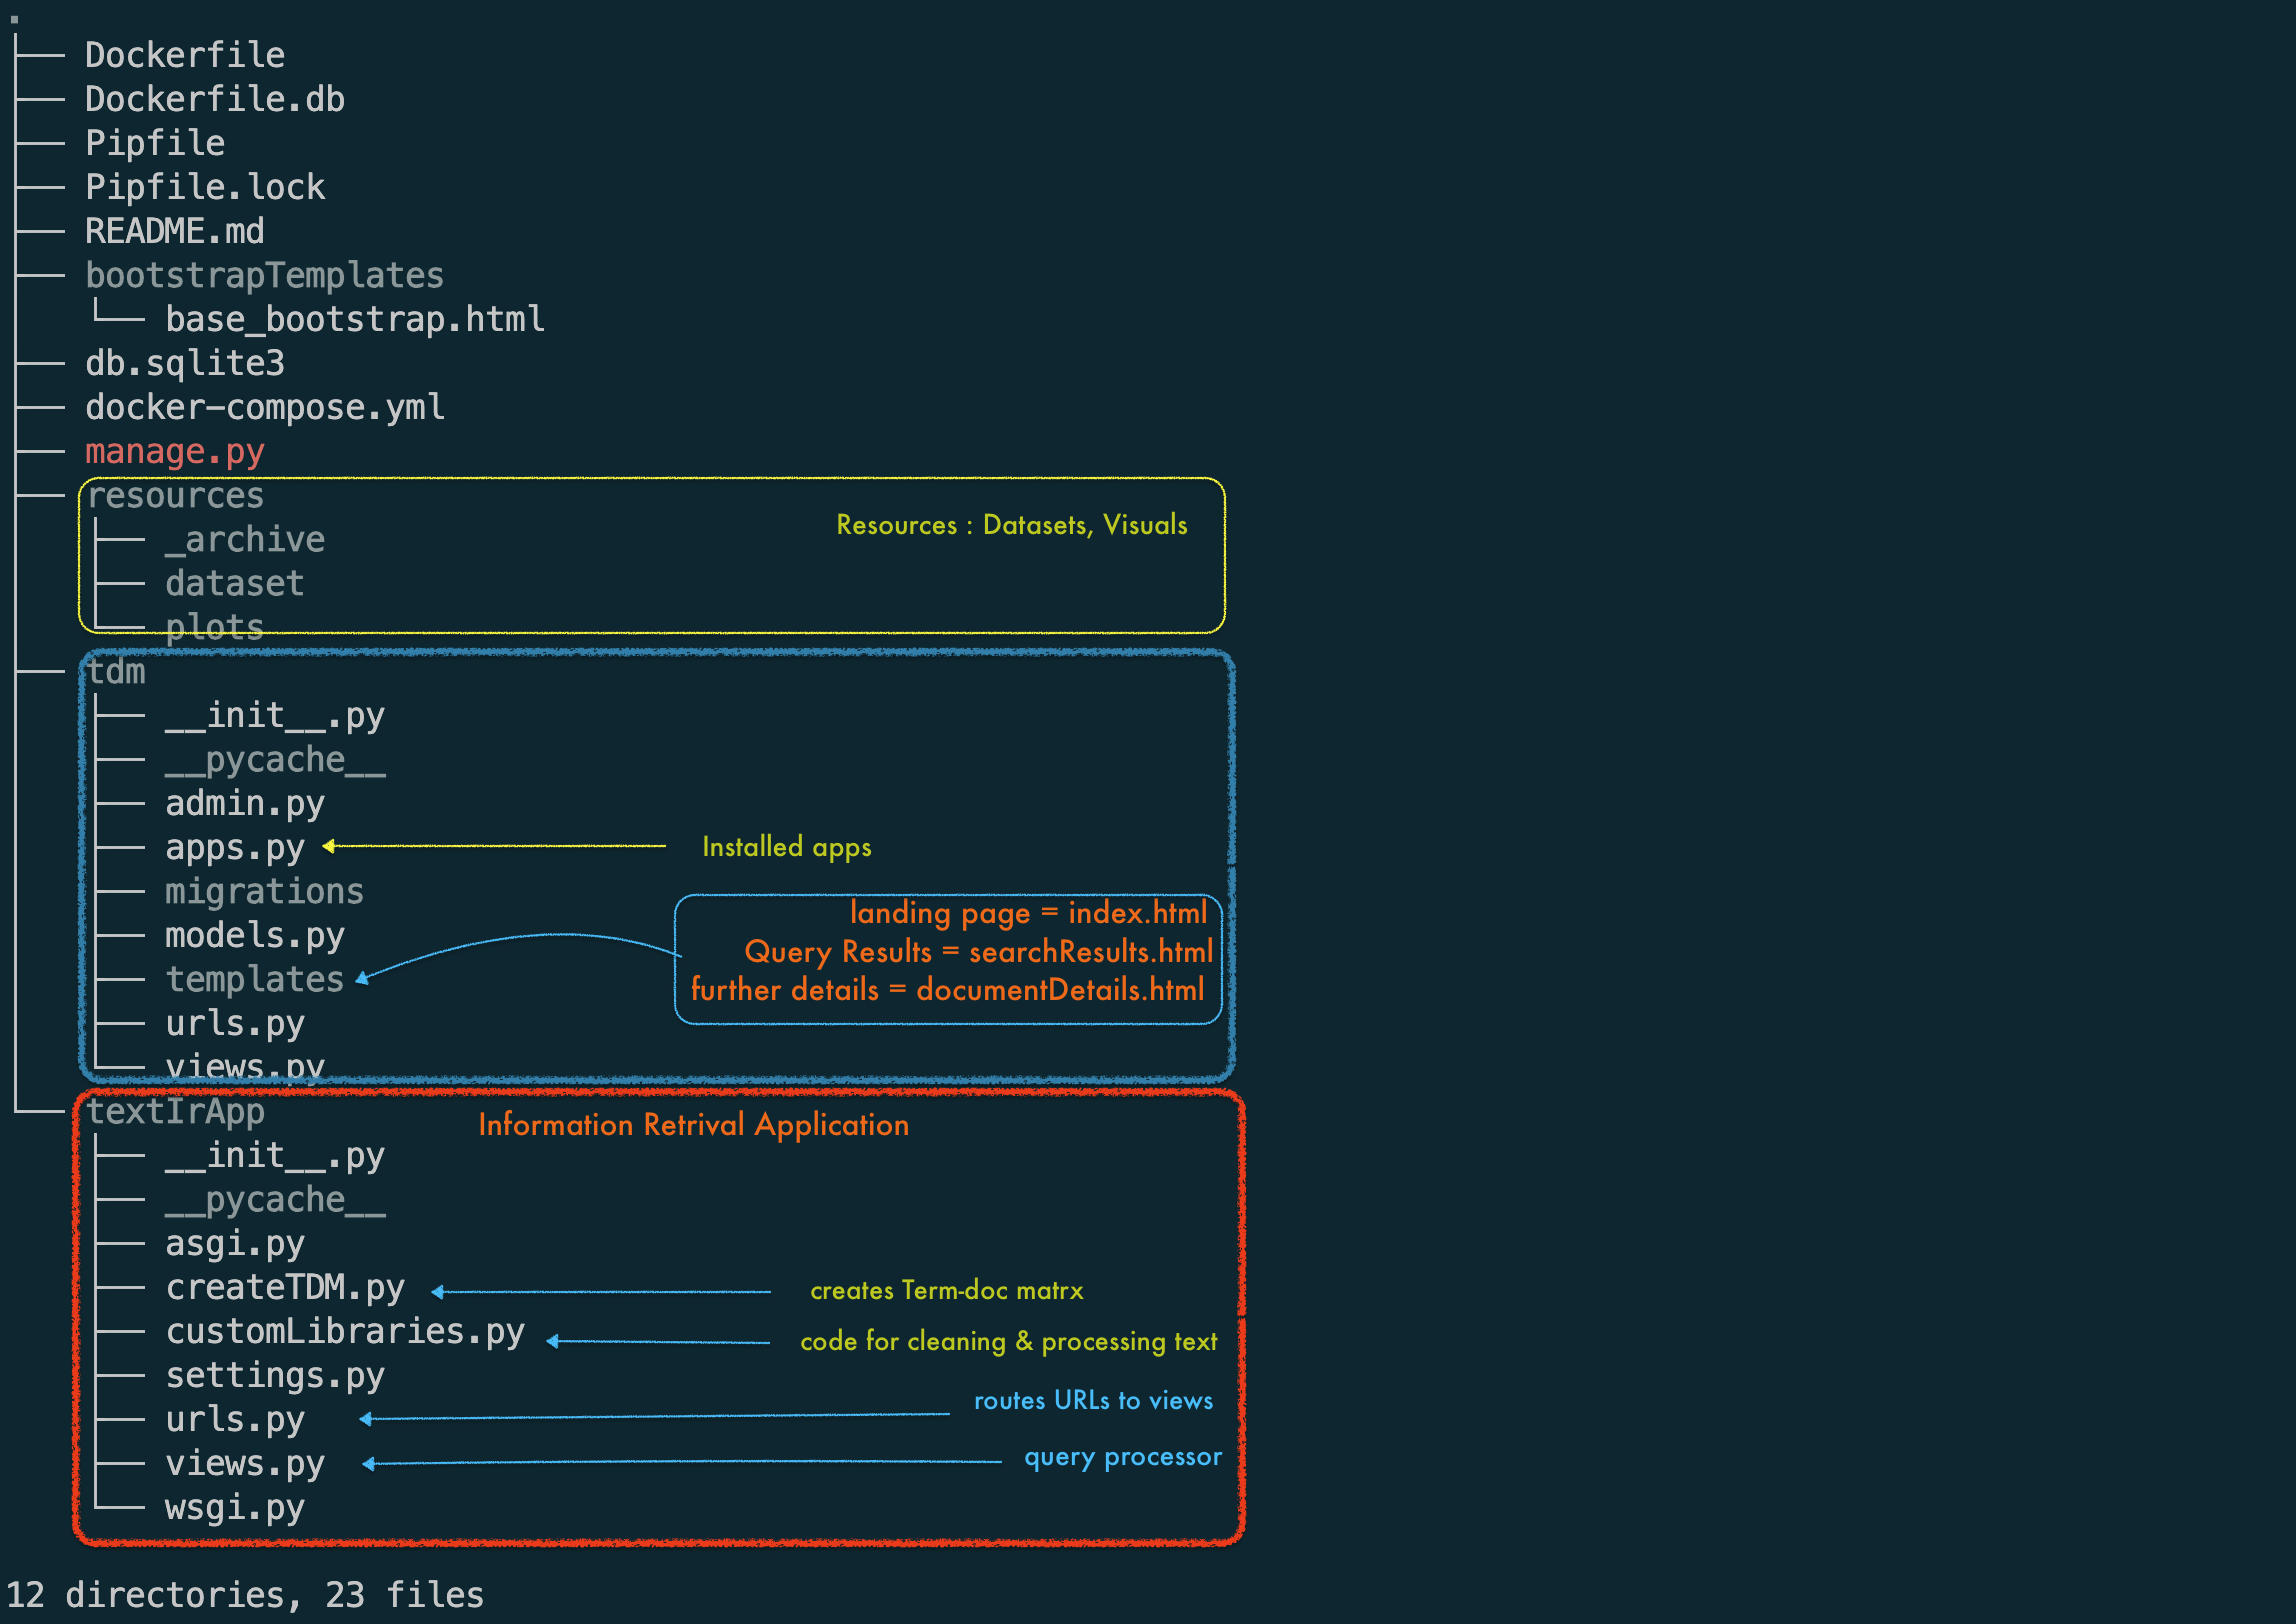 .
Dockerfile
Dockerfile.db
Pipfile
Pipfile.lock
README.md
bootstrapTemplates
base_bootstrap.html
db.sqlite3
docker-compose.yml
manage.py
resources
Resources : Datasets, Visuals
_archive
dataset
plots
tdm
__init__.py
__pycache__
admin.py
apps.py
Installed apps
migrations
landing page = index.html
models.py
Query Results = searchResults.html
templates
further details = documentDetails.html
urls.py
views.py
textIrApp
Information Retrival Application
__init__.py
__pycache__
asgi.py
createTDM.py
creates Term-doc matrx
customLibraries.py
code for cleaning & processing text
settings.py
routes URLs to views
urls.py
views.py
query processor
wsgi.py
12 directories, 23 files